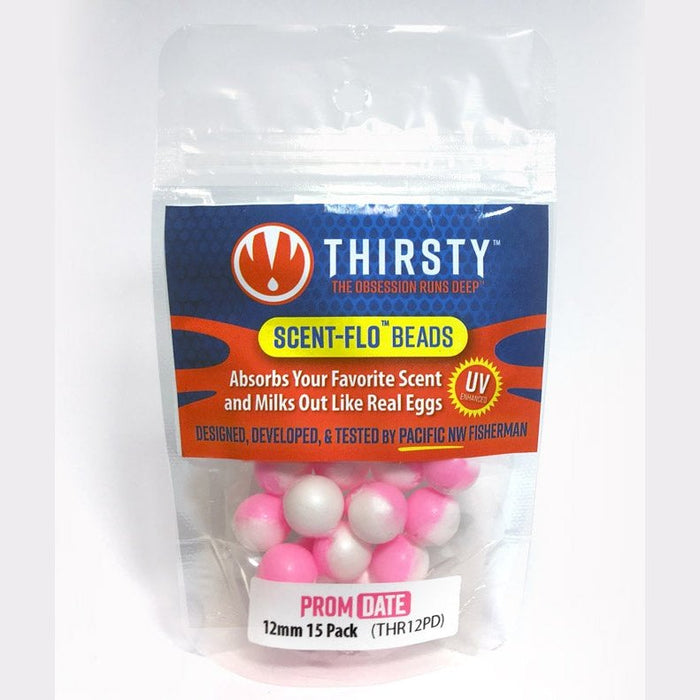 THIRSTY™
THE OBSESSION RUNS DEEP™
SCENT-FLO™ BEADS
Absorbs Your Favorite Scent
and Milks Out Like Real Eggs
UV
ENHANCED
DESIGNED, DEVELOPED, & TESTED BY PACIFIC NW FISHERMAN
PROM DATE
12mm 15 Pack (THR12PD)